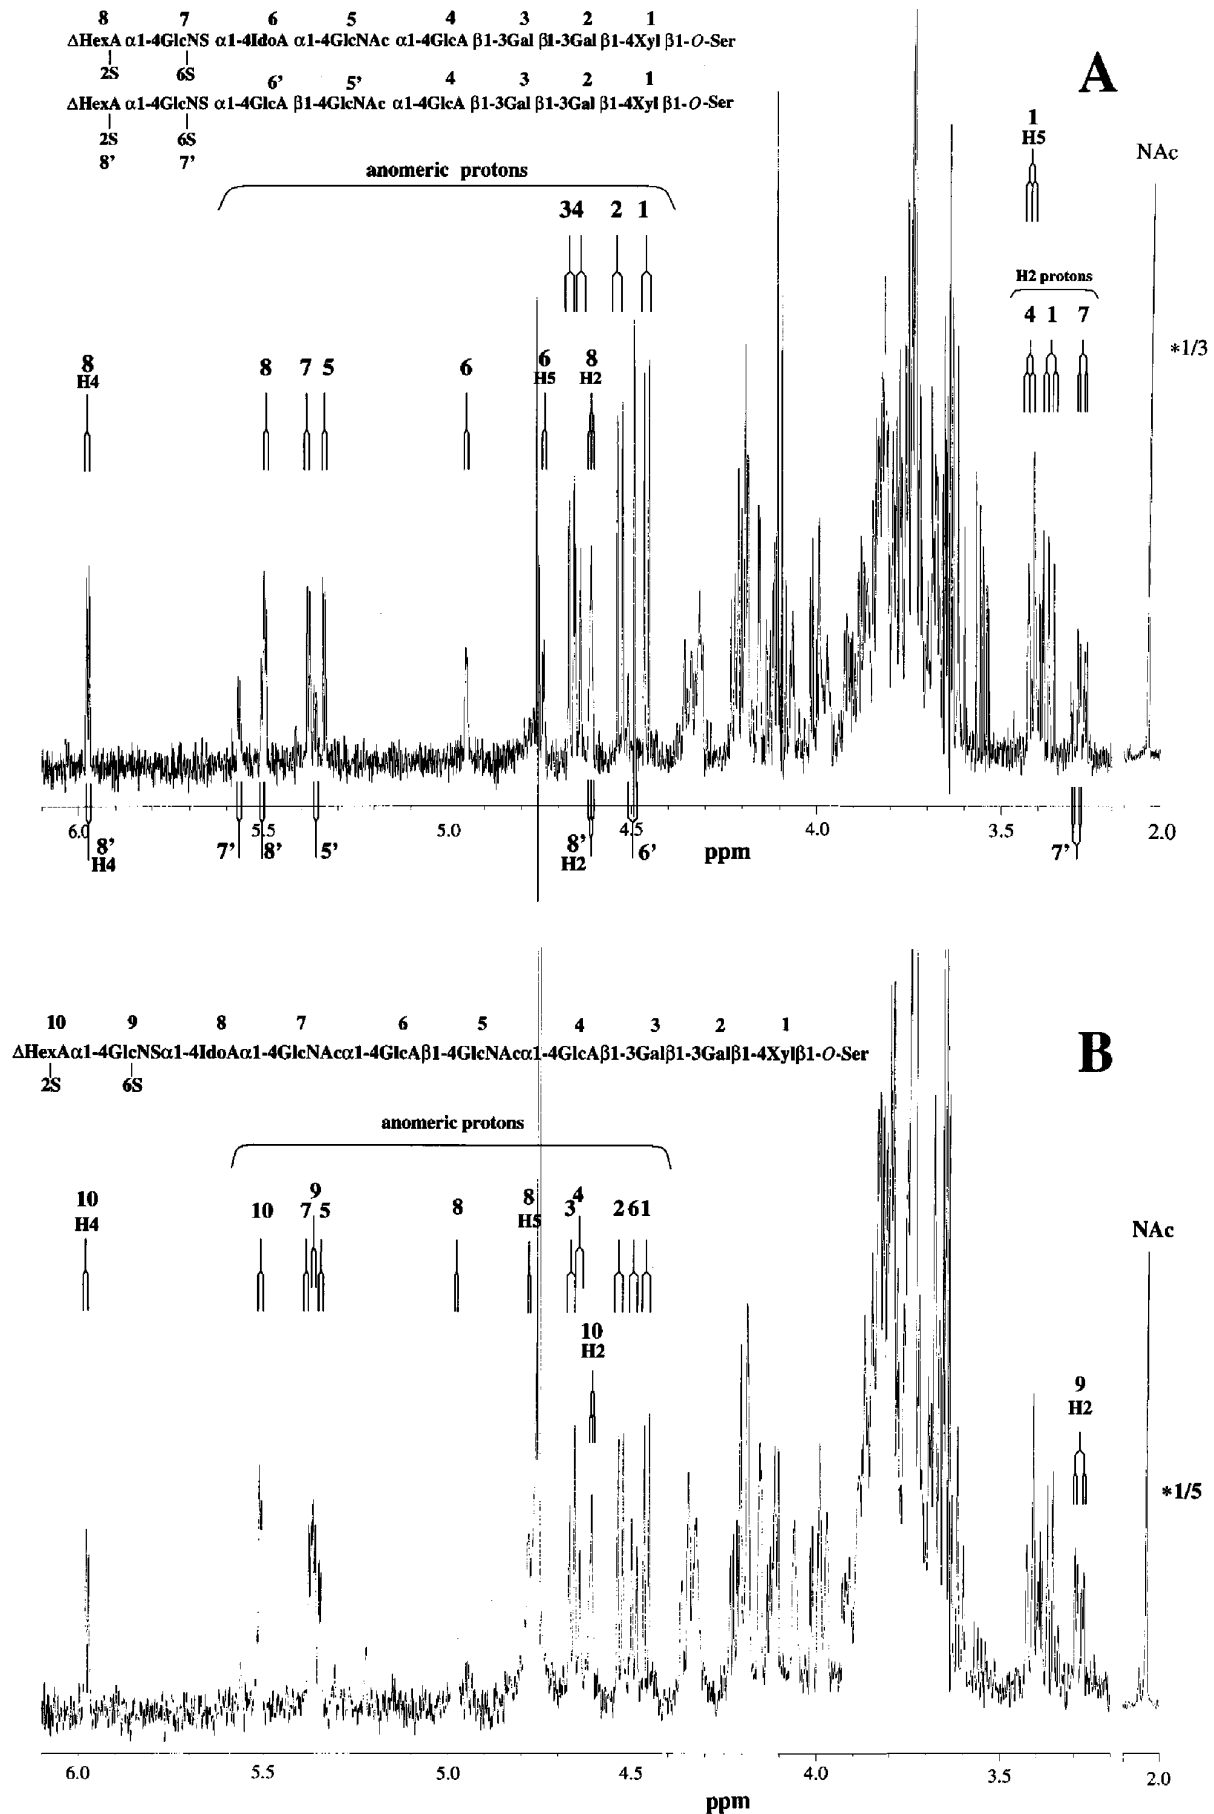 8 7 6 5 4 3 2 1
ΔHexA α1-4GlcNS α1-4IdoA α1-4GlcNAc α1-4GlcA β1-3Gal β1-3Gal β1-4Xyl β1-O-Ser
2S 6S
6' 5' 4 3 2 1
ΔHexA α1-4GlcNS α1-4GlcA β1-4GlcNAc α1-4GlcA β1-3Gal β1-3Gal β1-4Xyl β1-O-Ser
2S 6S
8' 7'
A
anomeric protons
1
H5
NAc
34 2 1
H2 protons
4 1 7
*1/3
8
H4
8 7 5 6
6
H5
8
H2
6.0 5.5 5.0 4.5 4.0 3.5 2.0
8'
H4
7' 8' 5'
8'
H2
6'
7'
ppm
10 9 8 7 6 5 4 3 2 1
ΔHexAα1-4GlcNSα1-4IdoAα1-4GlcNAcα1-4GlcAβ1-4GlcNAcα1-4GlcAβ1-3Galβ1-3Galβ1-4Xylβ1-O-Ser
2S 6S
B
anomeric protons
10
H4
10 7 9 5 8
8
H5
3 4 2 6 1
NAc
10
H2
9
H2
*1/5
6.0 5.5 5.0 4.5 4.0 3.5 2.0
ppm